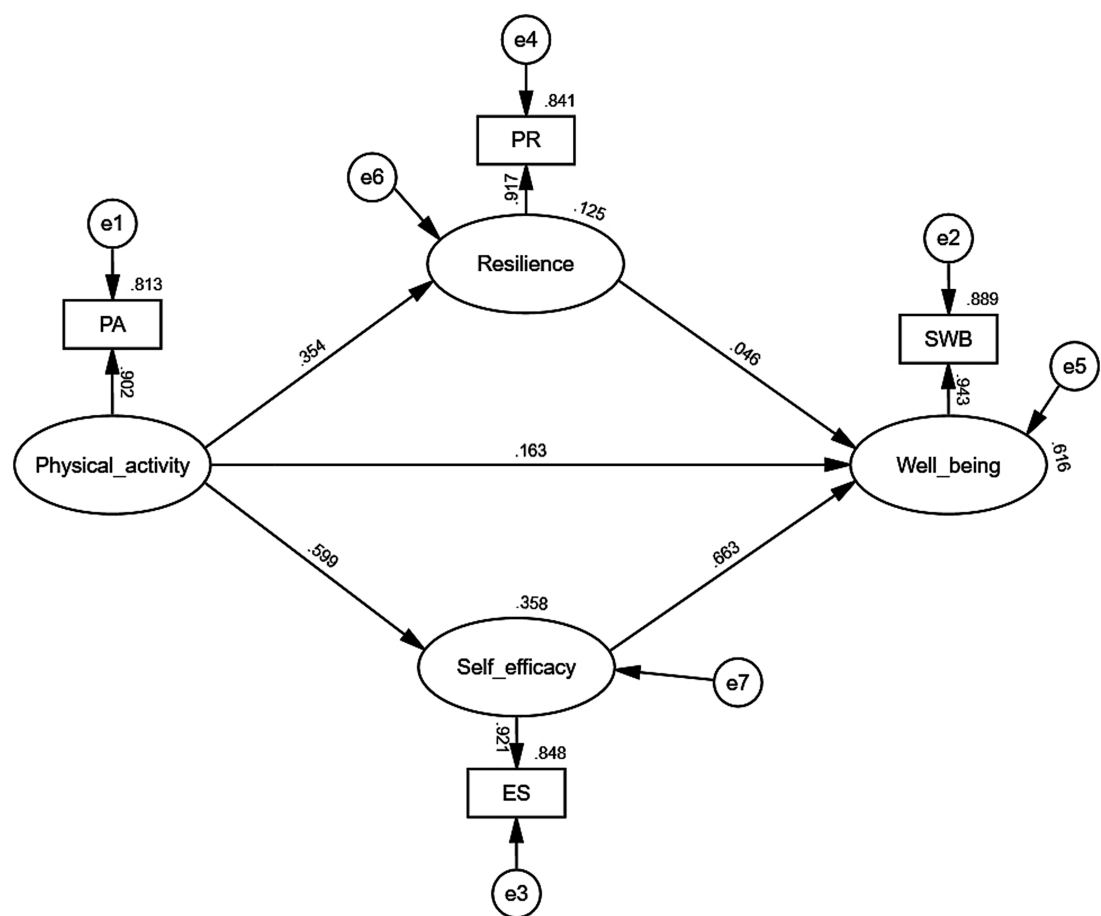 e4
.841
PR
.917
e6
.125
Resilience
e1
.813
PA
.902
e2
.889
SWB
.943
e5
.354
.046
Physical_activity
.163
Well_being
.616
.599
.663
.358
Self_efficacy
e7
.921
.848
ES
e3